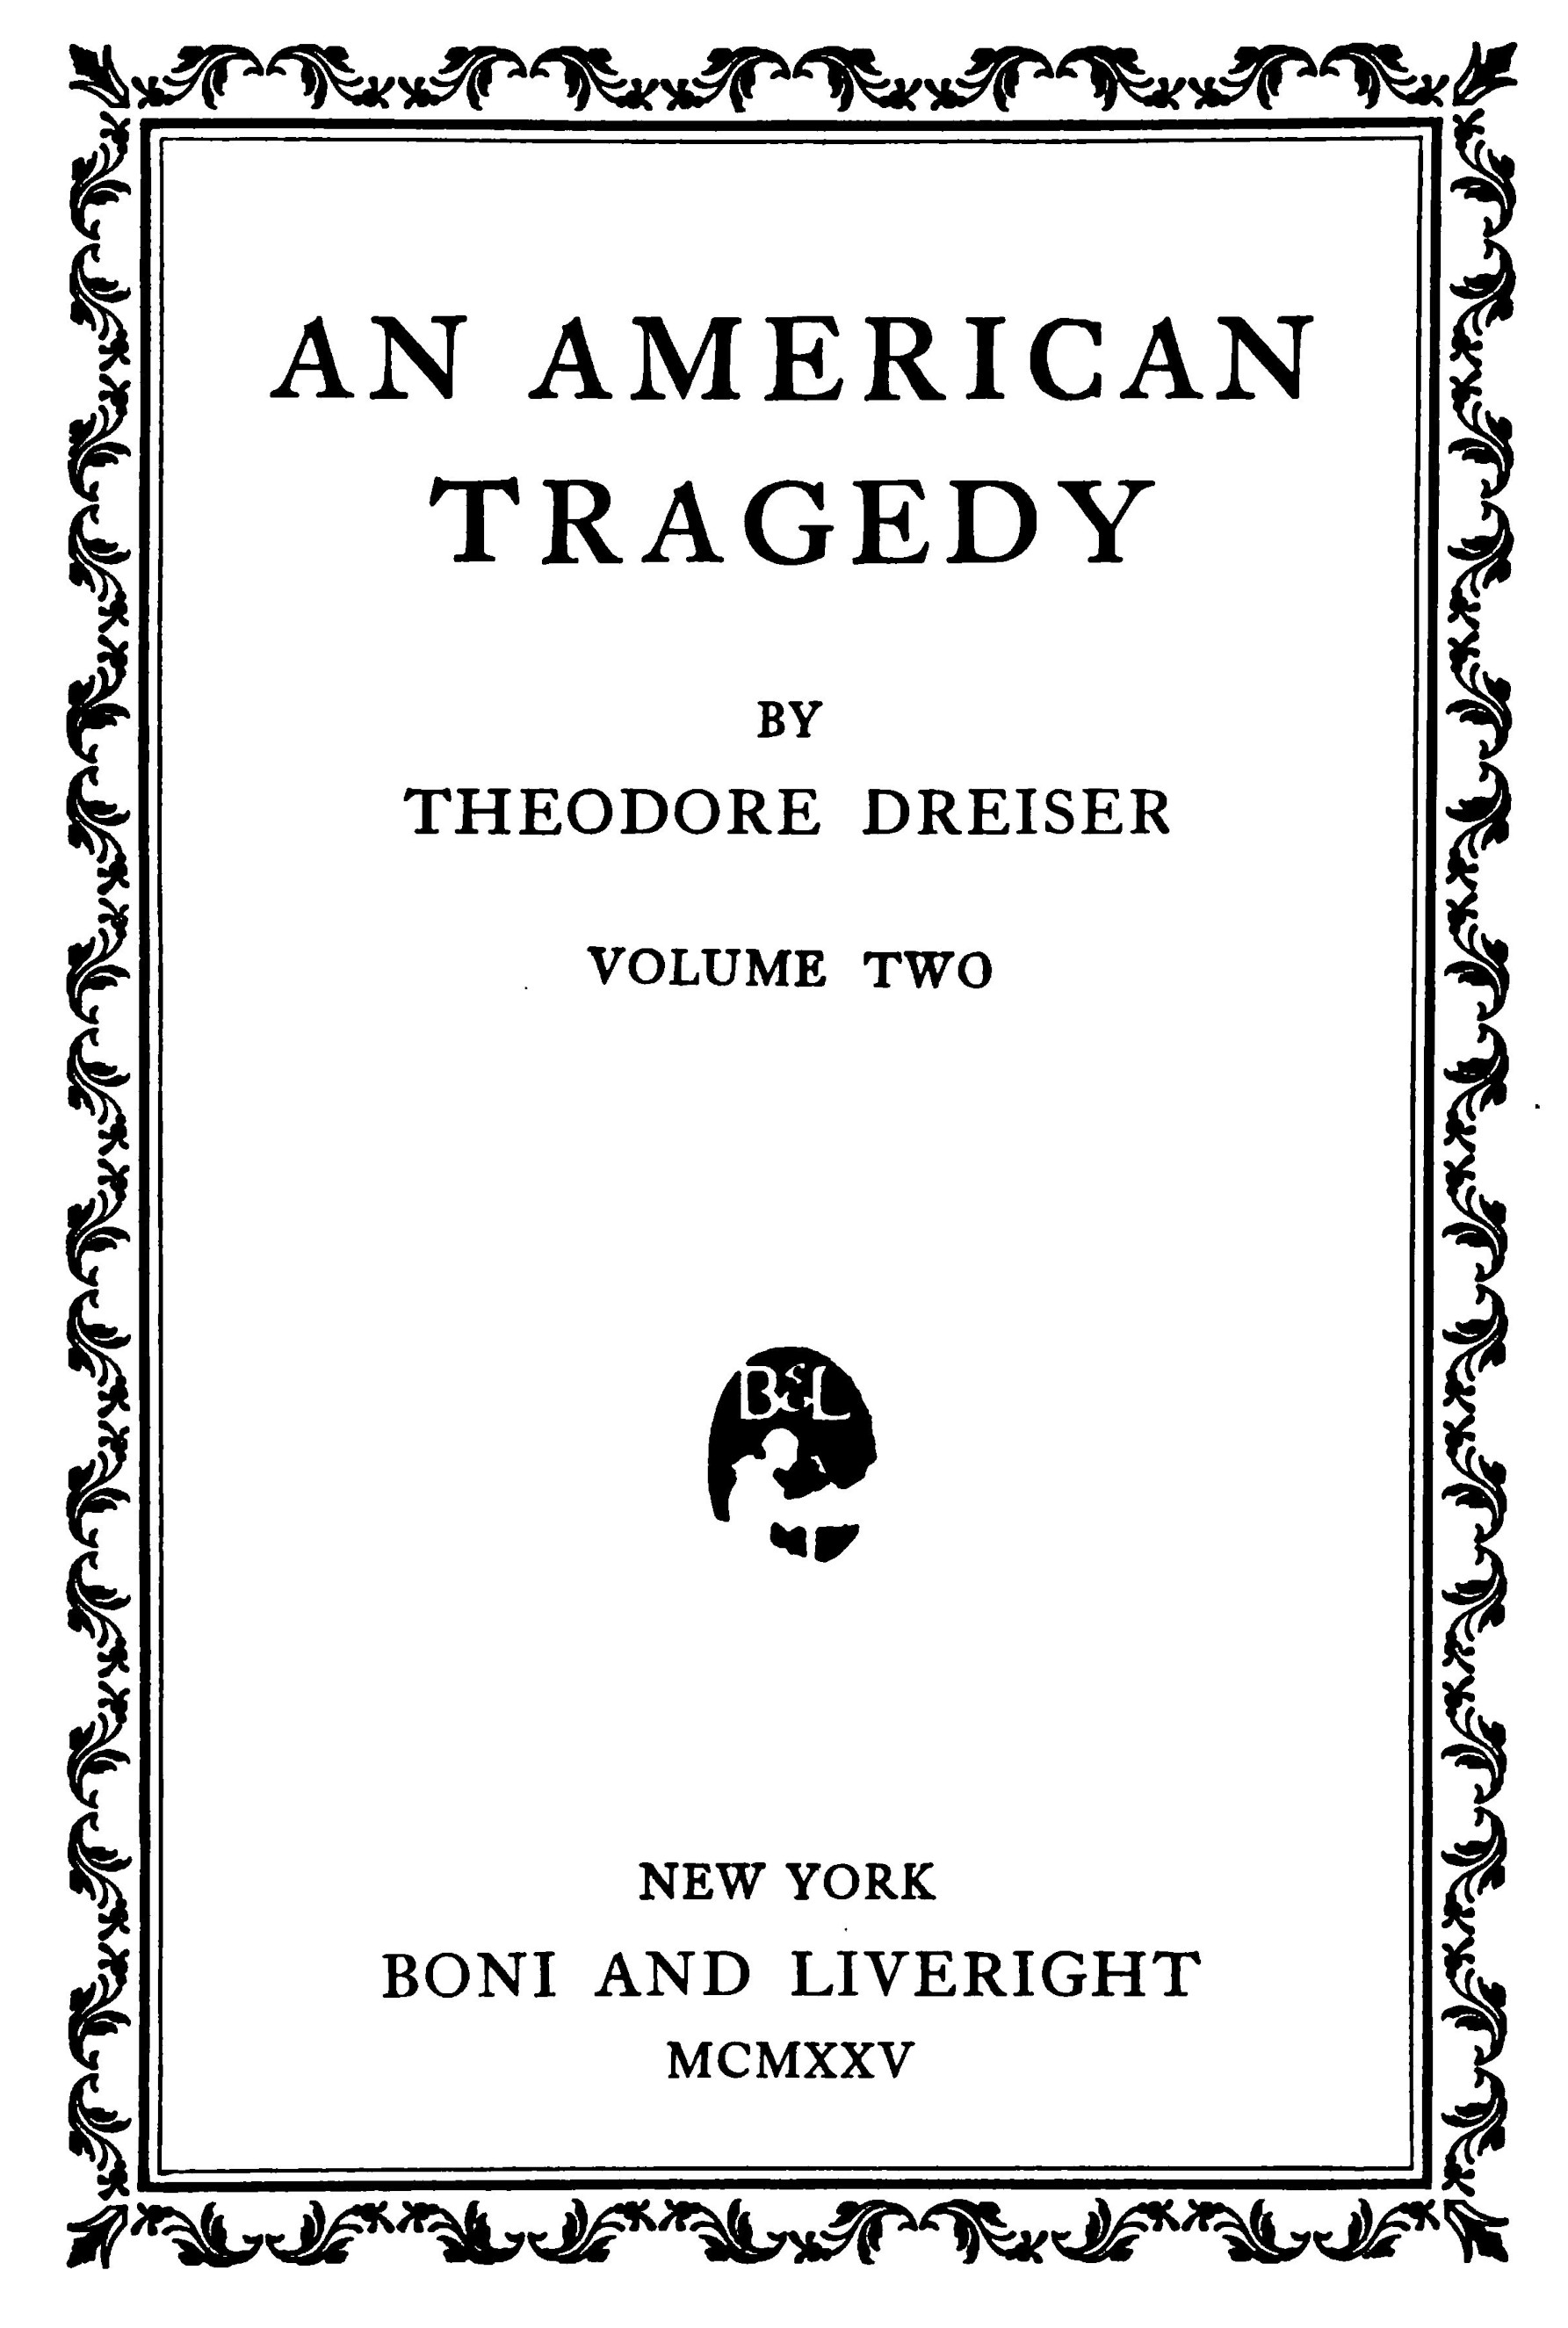 AN AMERICAN
TRAGEDY
BY
THEODORE DREISER
VOLUME TWO
B&L
NEW YORK
BONI AND LIVERIGHT
MCMXXV